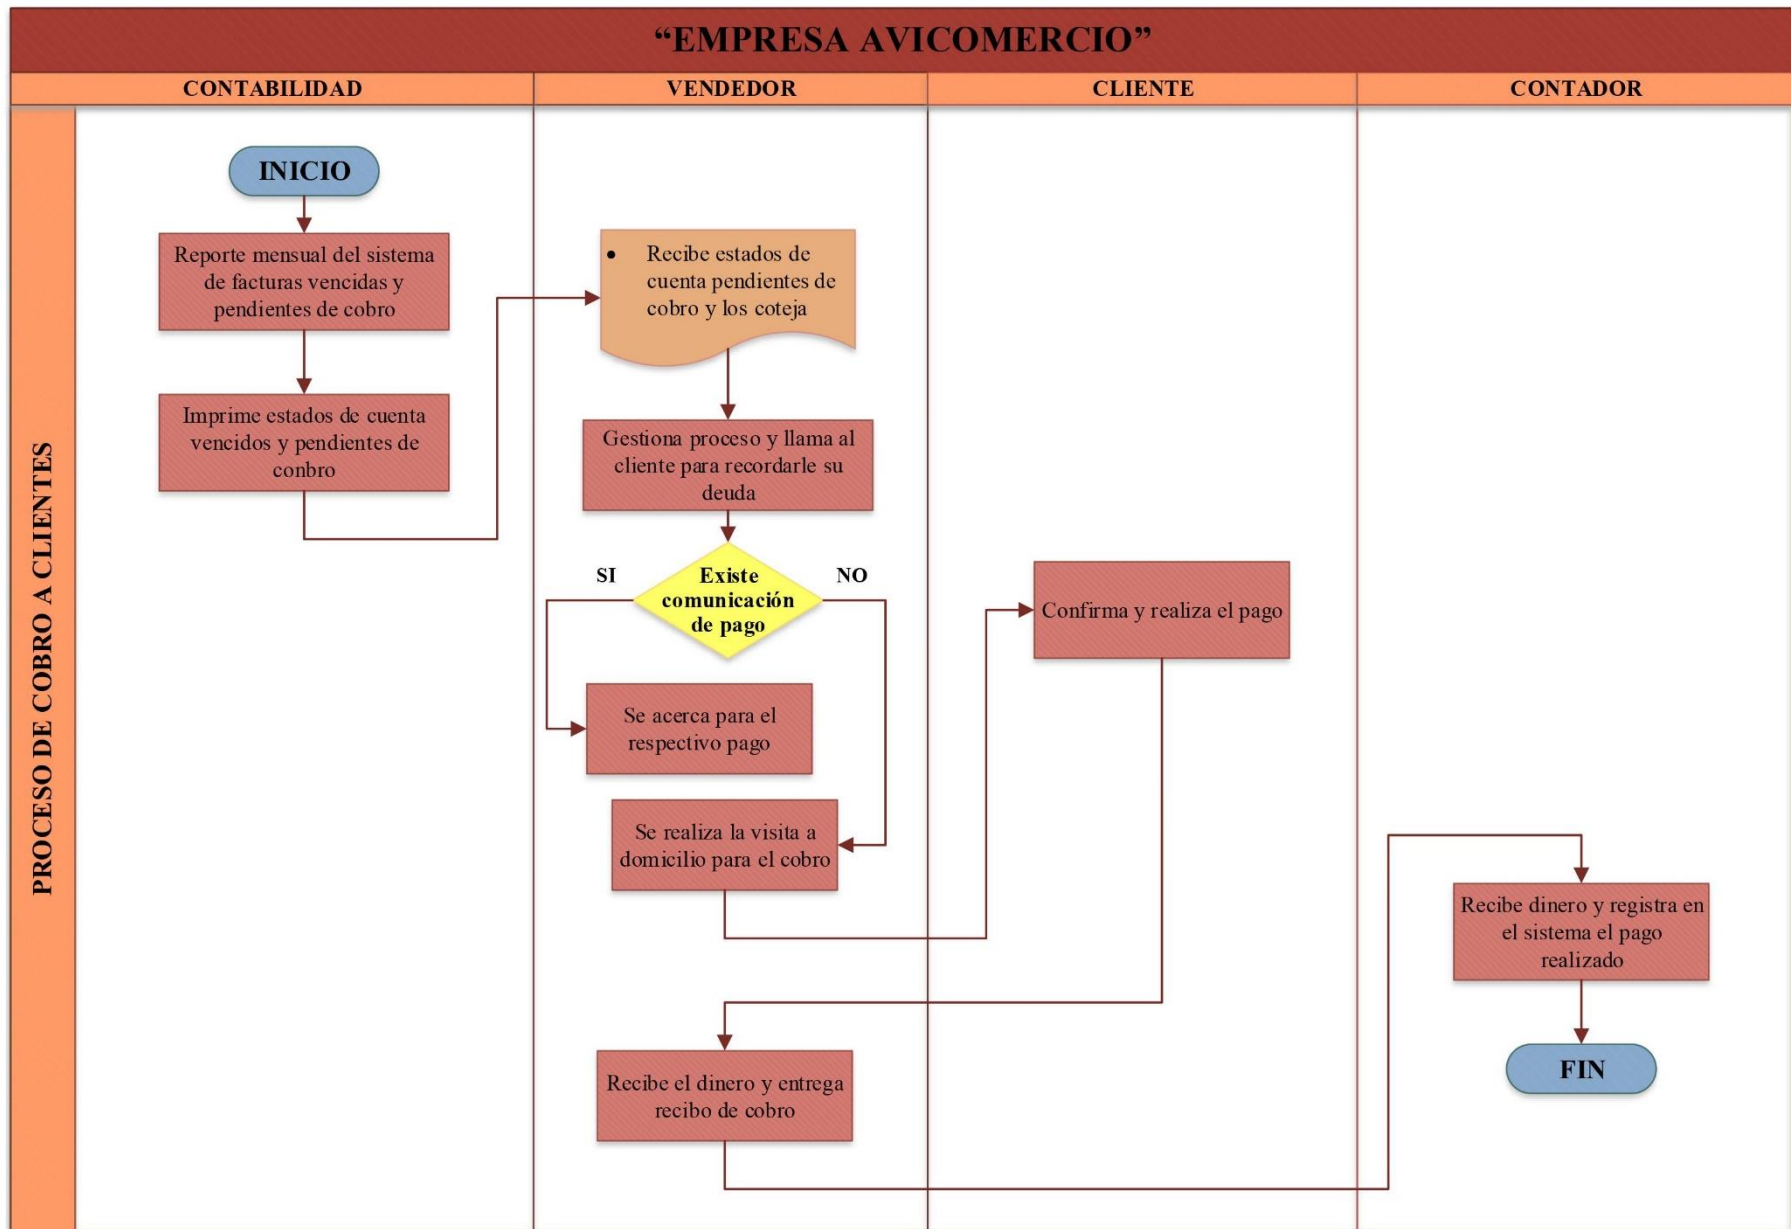 “EMPRESA AVICOMERCIO”
CONTABILIDAD
VENDEDOR
CLIENTE
CONTADOR
PROCESO DE COBRO A CLIENTES
INICIO
Reporte mensual del sistema
de facturas vencidas y
pendientes de cobro
Imprime estados de cuenta
vencidos y pendientes de
conbro
• Recibe estados de
cuenta pendientes de
cobro y los coteja
Gestiona proceso y llama al
cliente para recordarle su
deuda
SI
Existe
comunicación
de pago
NO
Se acerca para el
respectivo pago
Se realiza la visita a
domicilio para el cobro
Confirma y realiza el pago
Recibe el dinero y entrega
recibo de cobro
Recibe dinero y registra en
el sistema el pago
realizado
FIN